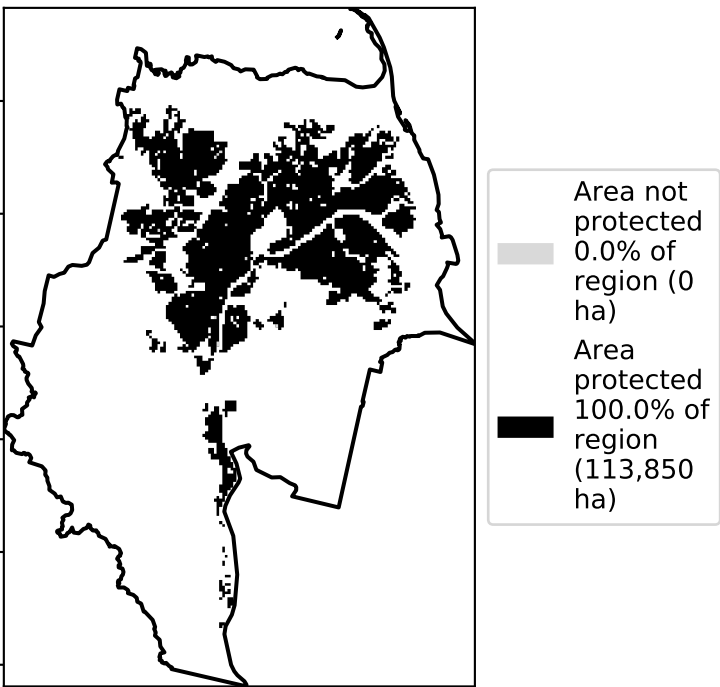 Area not
protected
0.0% of
region (0
ha)
Area
protected
100.0% of
region
(113,850
ha)